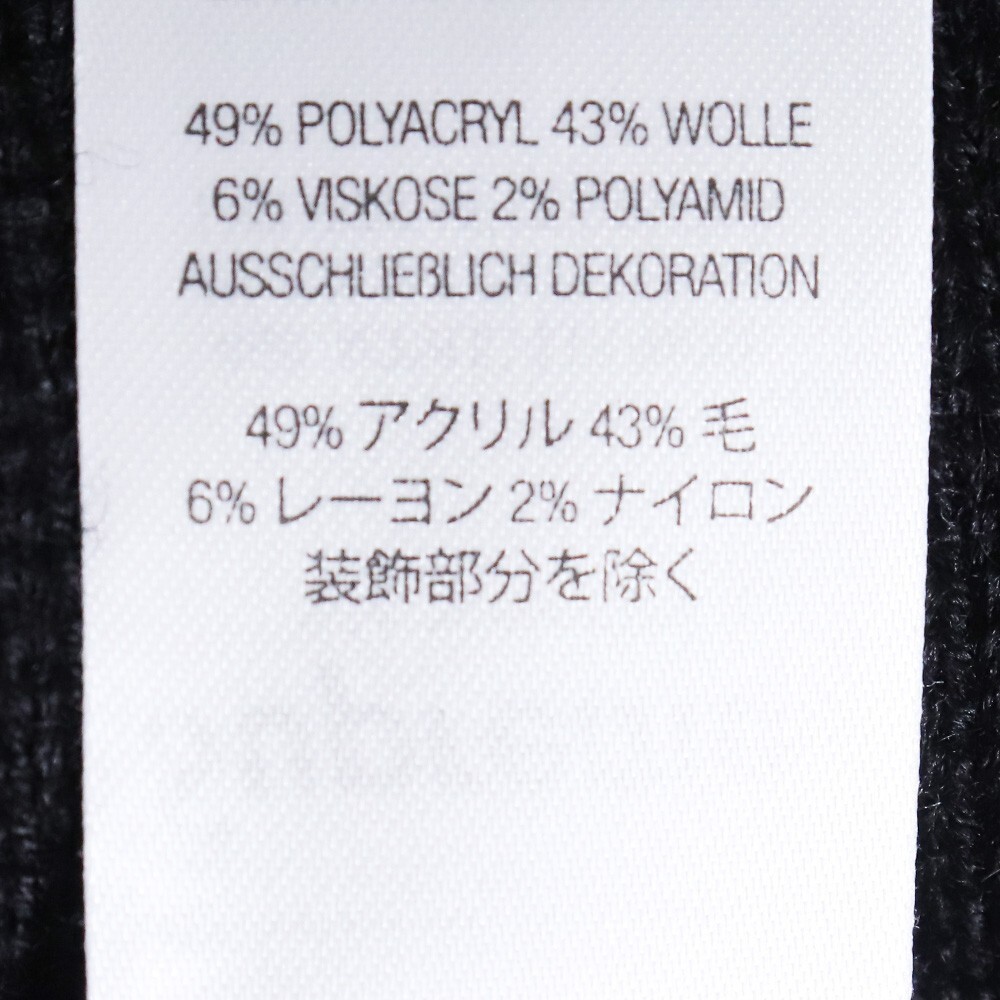 49% POLYACRYL 43% WOLLE
6% VISKOSE 2% POLYAMID
AUSSCHLIEßLICH DEKORATION
49% アクリル 43% 毛
6% レーヨン 2% ナイロン
装飾部分を除く